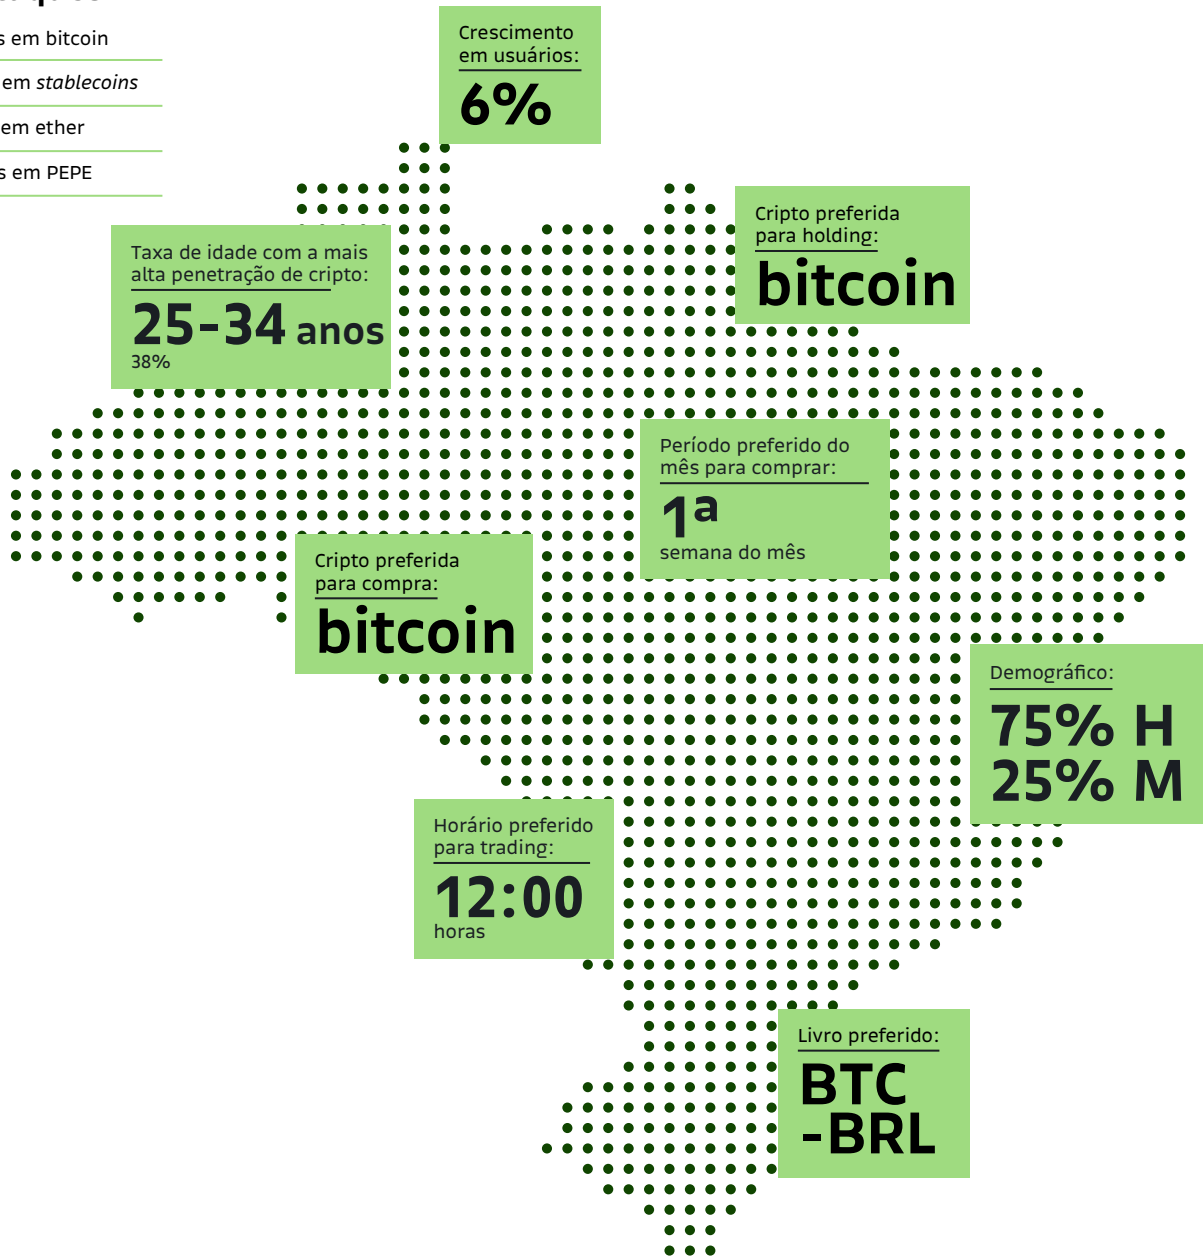 em bitcoin
em stablecoins
em ether
em PEPE
Crescimento
em usuários:
6%
Cripto preferida
para holding:
bitcoin
Taxa de idade com a mais
alta penetração de cripto:
25-34 anos
38%
Período preferido do
mês para comprar:
1ª
semana do mês
Cripto preferida
para compra:
bitcoin
Demográfico:
75% H
25% M
Horário preferido
para trading:
12:00
horas
Livro preferido:
BTC
-BRL